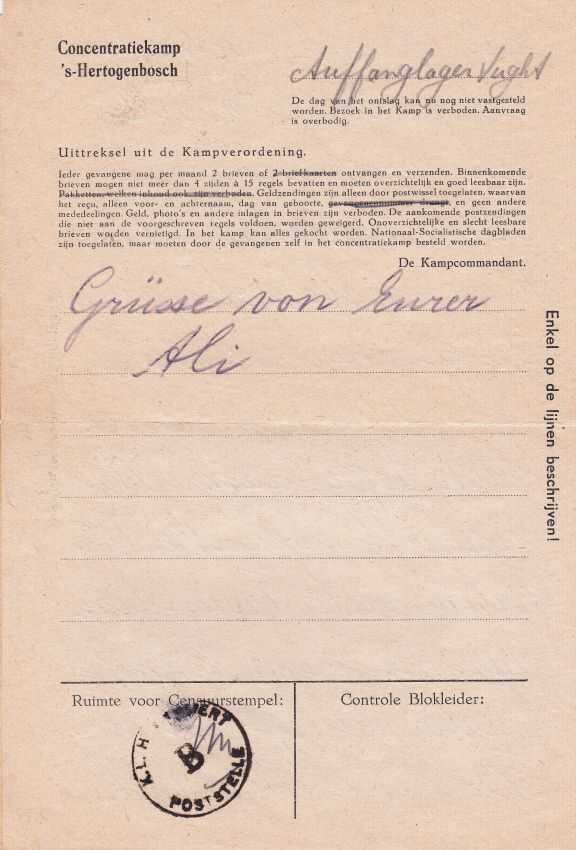 Concentratiekamp
's-Hertogenbosch
Auffanglager Vught
De dag van het ontslag kan nu nog niet vastgesteld
worden. Bezoek in het Kamp is verboden. Aanvraag
is overbodig.
Uittreksel uit de Kampverordening.
Ieder gevangene mag per maand 2 brieven of 2 briefkaarten ontvangen en verzenden. Binnenkomende
brieven mogen niet meer dan 4 zijden à 15 regels bevatten en moeten overzichtelijk en goed leesbaar zijn.
Pakketten, welken inhoud ook, zijn verboden. Geldzendingen zijn alleen door postwissel toegelaten, waarvan
het reçu, alleen voor- en achternaam, dag van geboorte, gevangenennummer draagt, en geen andere
mededeelingen. Geld, photo's en andere inlagen in brieven zijn verboden. De aankomende postzendingen
die niet aan de voorgeschreven regels voldoen, worden geweigerd. Onoverzichtelijke en slecht leesbare
brieven worden vernietigd. In het kamp kan alles gekocht worden. Nationaal-Socialistische dagbladen
zijn toegelaten, maar moeten door de gevangenen zelf in het concentratiekamp besteld worden.
De Kampcommandant.
Grüsse von Eurer
Ali
Enkel op de lijnen beschrijven!
Ruimte voor Censuurstempel:
Controle Blokleider:
K.L. H
B
POSTSTELLE